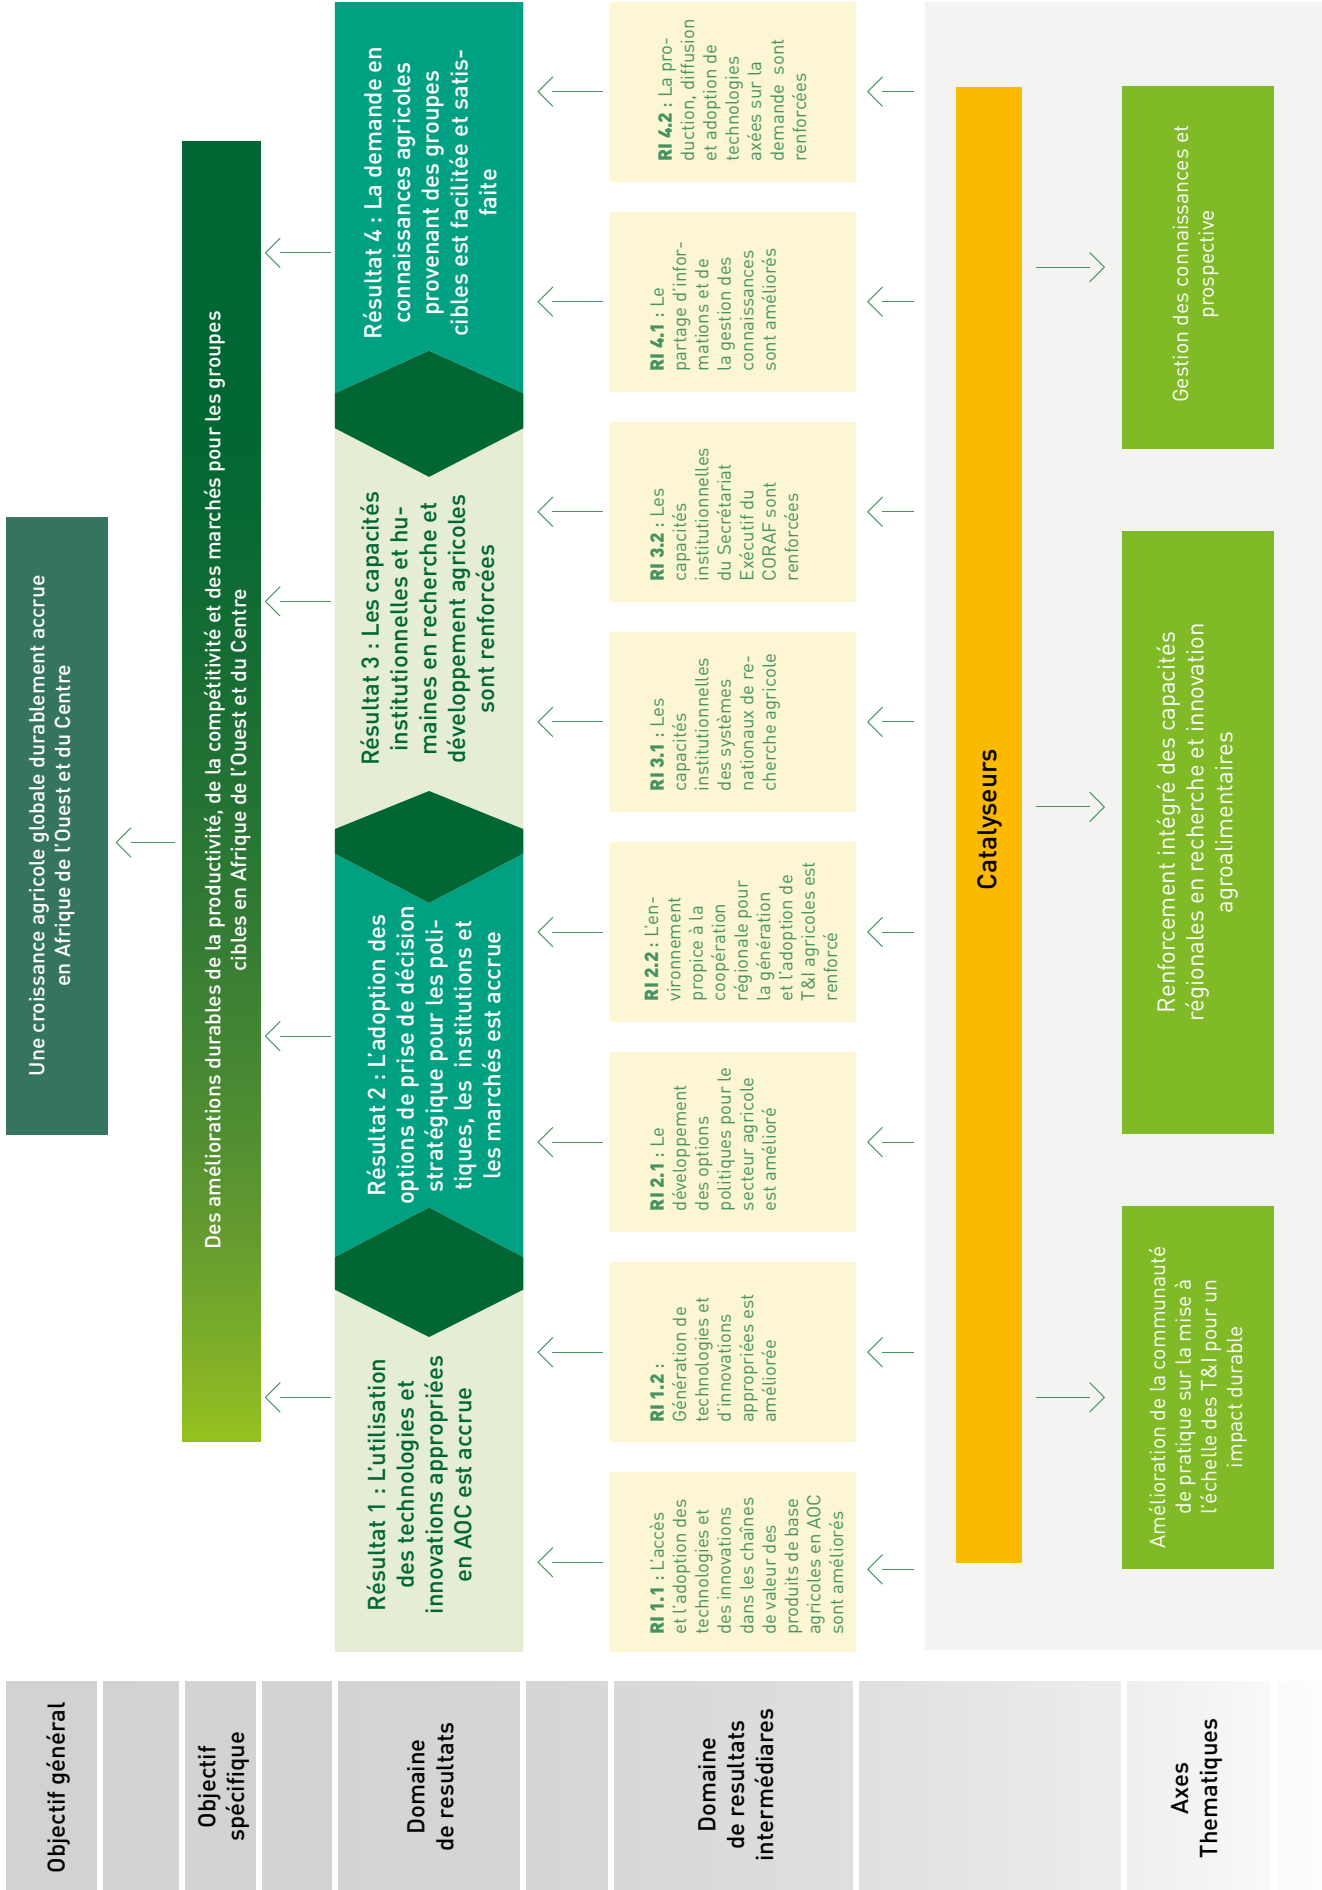 Objectif général
Une croissance agricole globale durablement accrue
en Afrique de l'Ouest et du Centre
Objectif
spécifique
Des améliorations durables de la productivité, de la compétitivité et des marchés pour les groupes
cibles en Afrique de l'Ouest et du Centre
Domaine
de resultats
Résultat 1 : L'utilisation
des technologies et
innovations appropriées
en AOC est accrue
Résultat 2 : L'adoption des
options de prise de décision
stratégique pour les poli-
tiques, les institutions et
les marchés est accrue
Résultat 3 : Les capacités
institutionnelles et hu-
maines en recherche et
développement agricoles
sont renforcées
Résultat 4 : La demande en
connaissances agricoles
provenant des groupes
cibles est facilitée et satis-
faite
Domaine
de resultats
intermédiares
RI 1.1 : L'accès
et l'adoption des
technologies et
des innovations
dans les chaînes
de valeur des
produits de base
agricoles en AOC
sont améliorés
RI 1.2 :
Génération de
technologies et
d'innovations
appropriées est
améliorée
RI 2.1 : Le
développement
des options
politiques pour le
secteur agricole
est amélioré
RI 2.2 : L'en-
vironnement
propice à la
coopération
régionale pour
la génération
et l'adoption de
T&I agricoles est
renforcé
RI 3.1 : Les
capacités
institutionnelles
des systèmes
nationaux de re-
cherche agricole
RI 3.2 : Les
capacités
institutionnelles
du Secrétariat
Exécutif du
CORAF sont
renforcées
RI 4.1 : Le
partage d'infor-
mations et de
la gestion des
connaissances
sont améliorés
RI 4.2 : La pro-
duction, diffusion
et adoption de
technologies
axées sur la
demande sont
renforcées
Catalyseurs
Axes
Thematiques
Amélioration de la communauté
de pratique sur la mise à
l'échelle des T&I pour un
impact durable
Renforcement intégré des capacités
régionales en recherche et innovation
agroalimentaires
Gestion des connaissances et
prospective